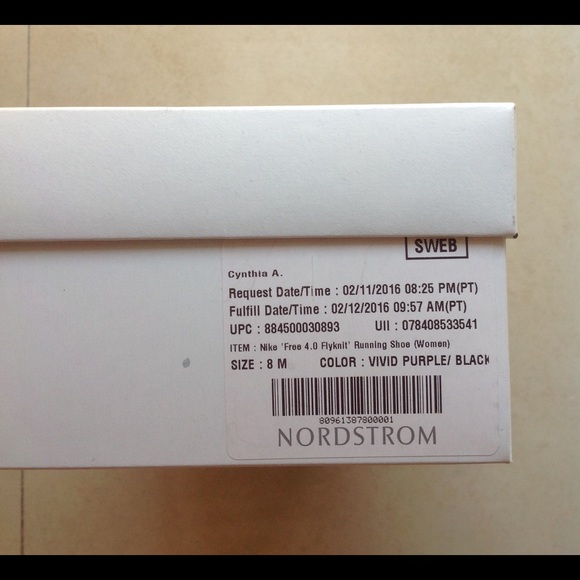 SWEB
Cynthia A.
Request Date/Time : 02/11/2016 08:25 PM(PT)
Fulfill Date/Time : 02/12/2016 09:57 AM(PT)
UPC : 884500030893 UII : 078408533541
ITEM : Nike 'Free 4.0 Flyknit' Running Shoe (Women)
SIZE : 8 M COLOR : VIVID PURPLE/ BLACK
80961387800001
NORDSTROM